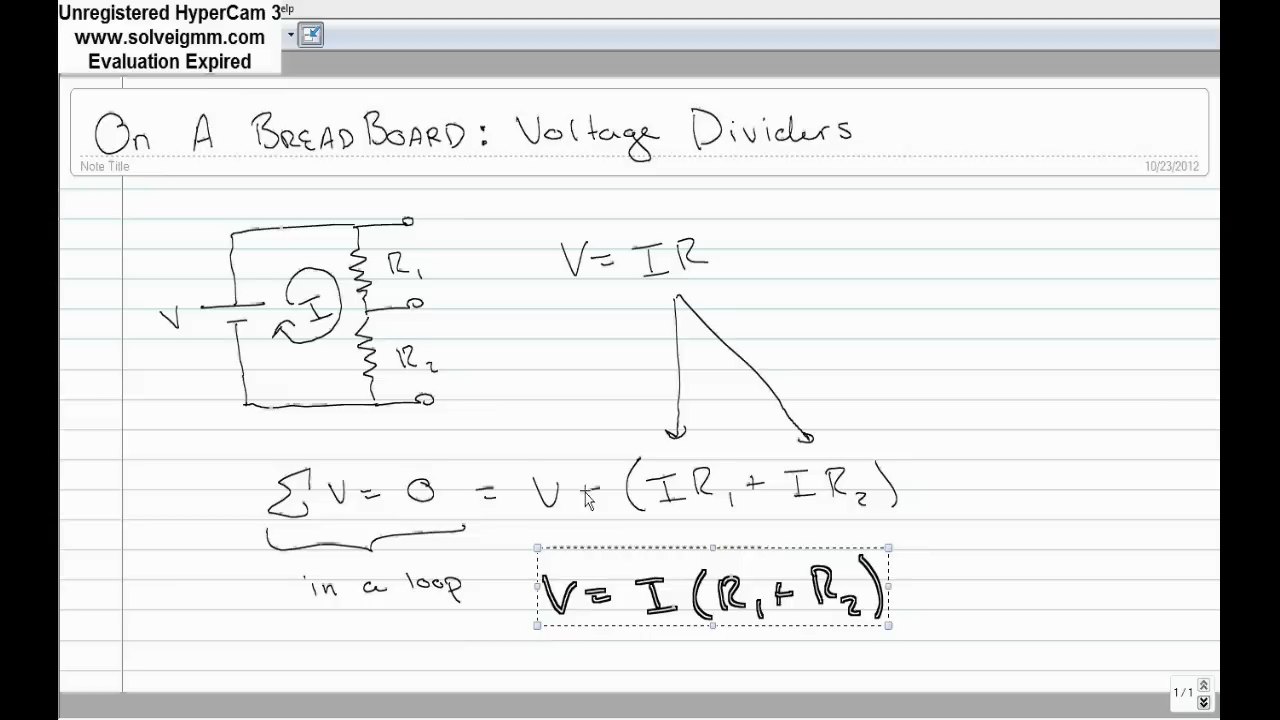 Unregistered HyperCam 3
elp
www.solveigmm.com
Evaluation Expired
On A BREADBOARD: Voltage Dividers
Note Title
10/23/2012
R1
V = IR
V
I
R2
∑ V = 0 = V - (IR1 + IR2)
in a loop
V = I (R1 + R2)
1/1